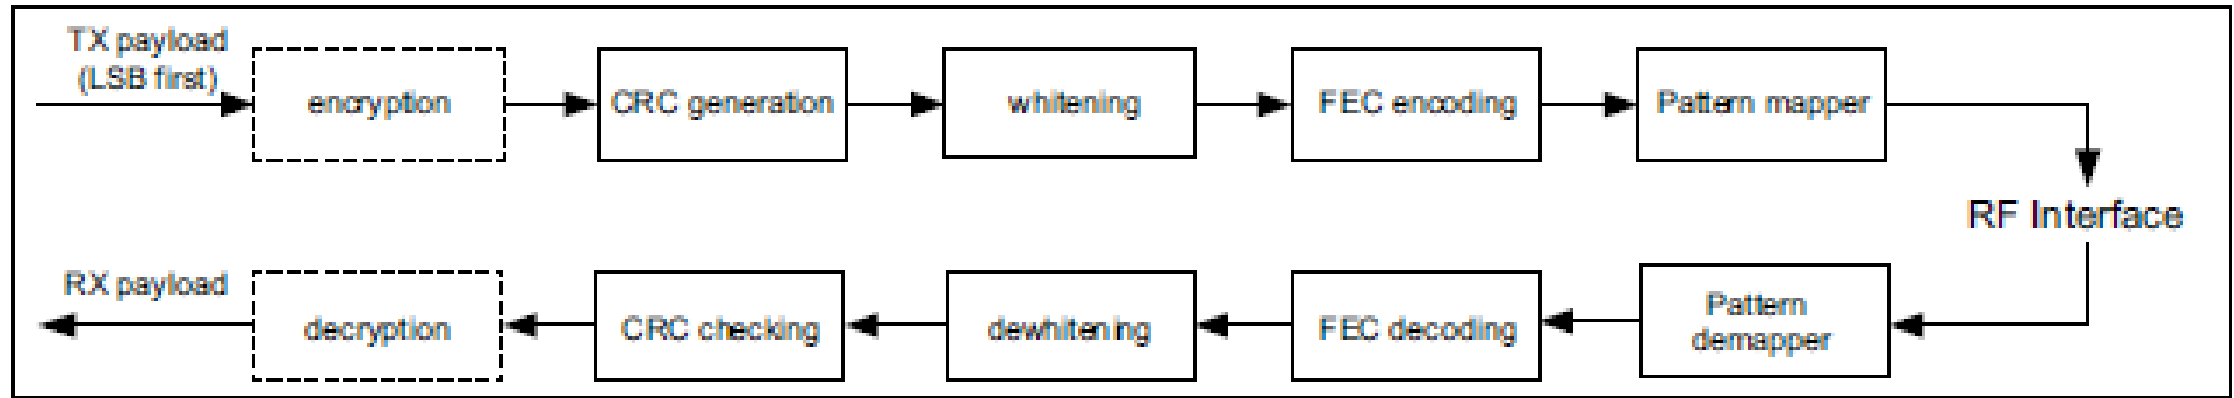 TX payload
(LSB first)
encryption
CRC generation
whitening
FEC encoding
Pattern mapper
RF Interface
RX payload
decryption
CRC checking
dewhitening
FEC decoding
Pattern
demapper